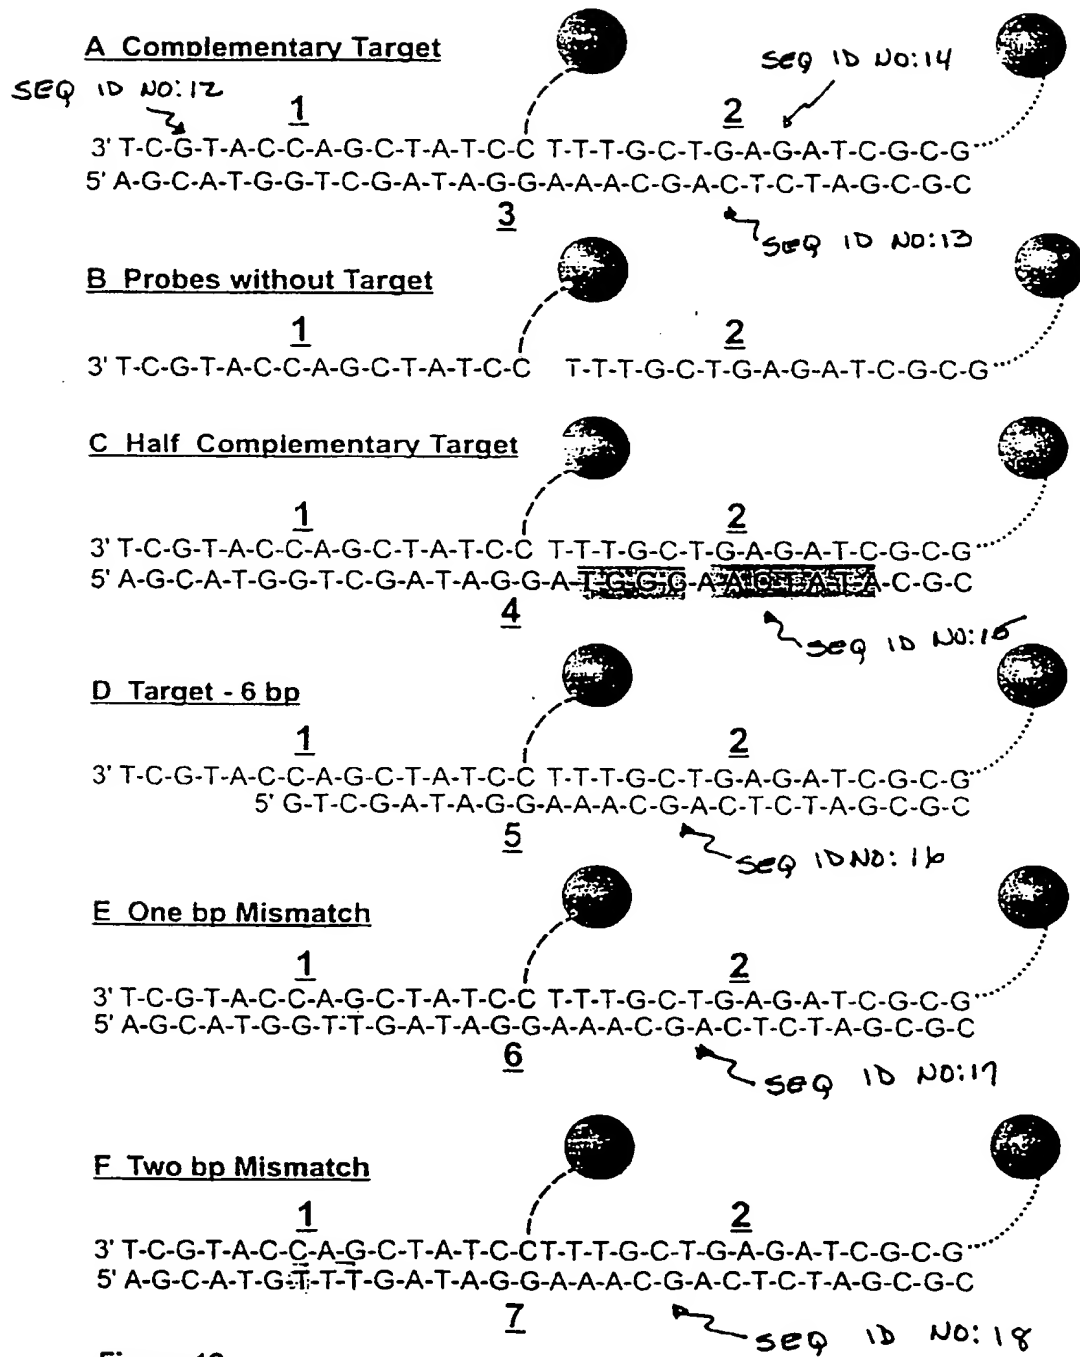 A Complementary Target
SEQ ID NO:14
SEQ ID NO:12
1 2
3' T-C-G-T-A-C-C-A-G-C-T-A-T-C-C T-T-T-G-C-T-G-A-G-A-T-C-G-C-G
5' A-G-C-A-T-G-G-T-C-G-A-T-A-G-G-A-A-A-C-G-A-C-T-C-T-A-G-C-G-C
3
SEQ ID NO:13
B Probes without Target
1 2
3' T-C-G-T-A-C-C-A-G-C-T-A-T-C-C T-T-T-G-C-T-G-A-G-A-T-C-G-C-G
C Half Complementary Target
1 2
3' T-C-G-T-A-C-C-A-G-C-T-A-T-C-C T-T-T-G-C-T-G-A-G-A-T-C-G-C-G
5' A-G-C-A-T-G-G-T-C-G-A-T-A-G-G-A-T-G-G-C-A-A-C-T-A-T-A-C-G-C
4
SEQ ID NO:15
D Target - 6 bp
1 2
3' T-C-G-T-A-C-C-A-G-C-T-A-T-C-C T-T-T-G-C-T-G-A-G-A-T-C-G-C-G
5' G-T-C-G-A-T-A-G-G-A-A-A-C-G-A-C-T-C-T-A-G-C-G-C
5
SEQ ID NO:16
E One bp Mismatch
1 2
3' T-C-G-T-A-C-C-A-G-C-T-A-T-C-C T-T-T-G-C-T-G-A-G-A-T-C-G-C-G
5' A-G-C-A-T-G-G-T-T-G-A-T-A-G-G-A-A-A-C-G-A-C-T-C-T-A-G-C-G-C
6
SEQ ID NO:17
F Two bp Mismatch
1 2
3' T-C-G-T-A-C-C-A-G-C-T-A-T-C-C-T-T-T-G-C-T-G-A-G-A-T-C-G-C-G
5' A-G-C-A-T-G-T-T-T-G-A-T-A-G-G-A-A-A-C-G-A-C-T-C-T-A-G-C-G-C
7
SEQ ID NO:18